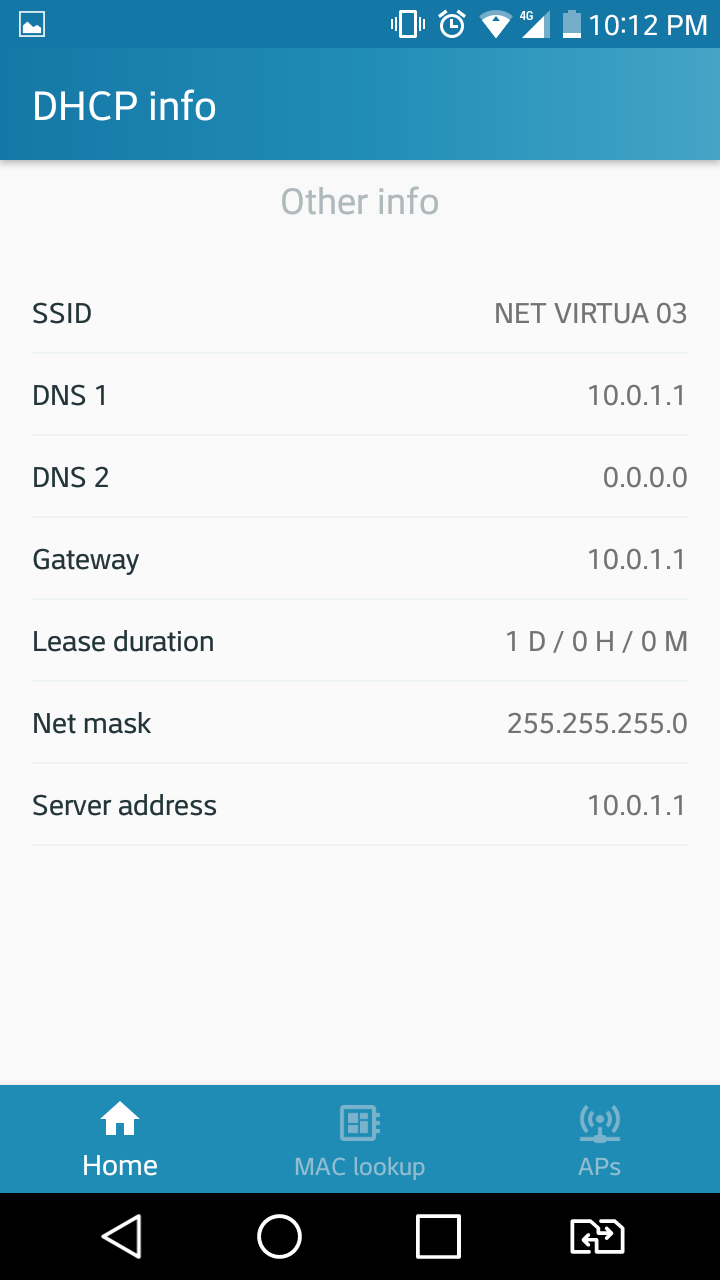 4G 10:12 PM
DHCP info
Other info
SSID NET VIRTUA 03
DNS 1 10.0.1.1
DNS 2 0.0.0.0
Gateway 10.0.1.1
Lease duration 1 D / 0 H / 0 M
Net mask 255.255.255.0
Server address 10.0.1.1
Home MAC lookup APs